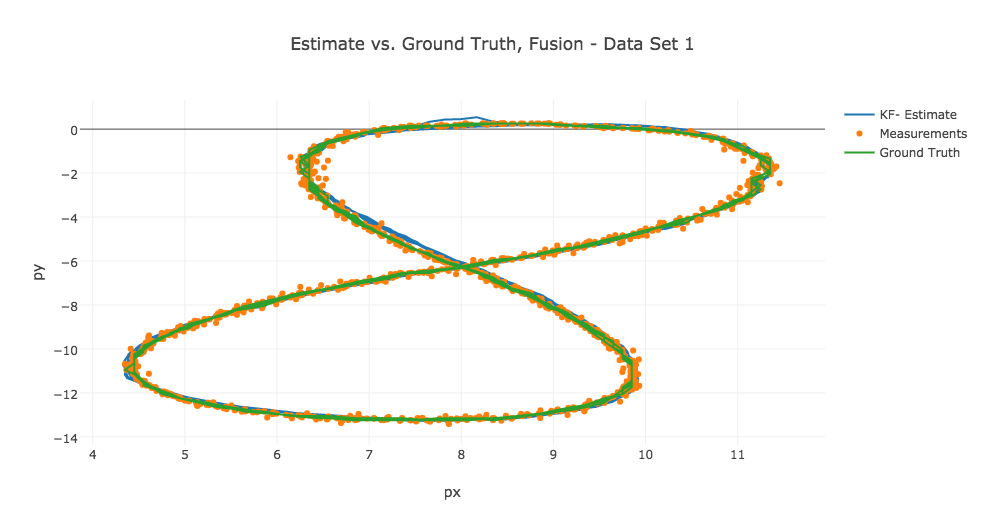 Estimate vs. Ground Truth, Fusion - Data Set 1
KF- Estimate
Measurements
Ground Truth
py
0
−2
−4
−6
−8
−10
−12
−14
4 5 6 7 8 9 10 11
px